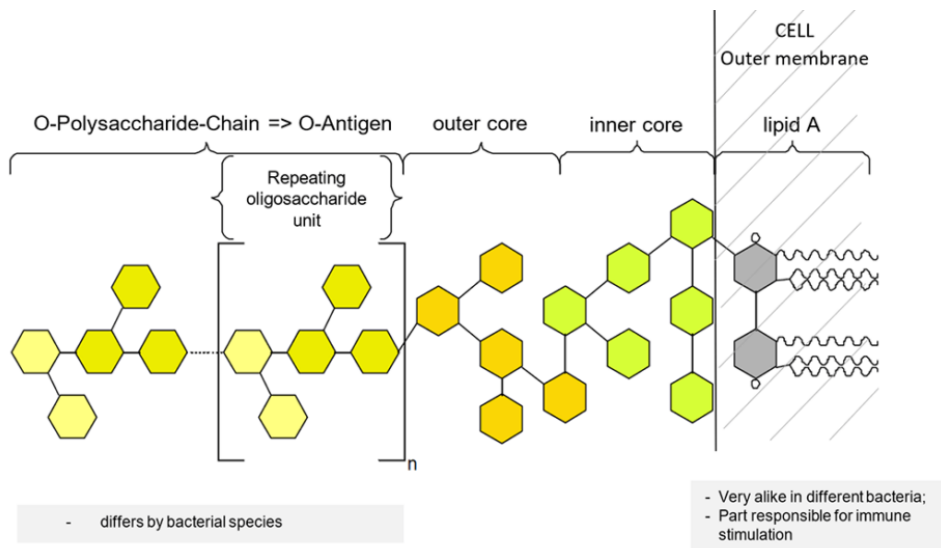 CELL
Outer membrane
O-Polysaccharide-Chain => O-Antigen
outer core
inner core
lipid A
Repeating
oligosaccharide
unit
O
O
n
- differs by bacterial species
- Very alike in different bacteria;
- Part responsible for immune
stimulation